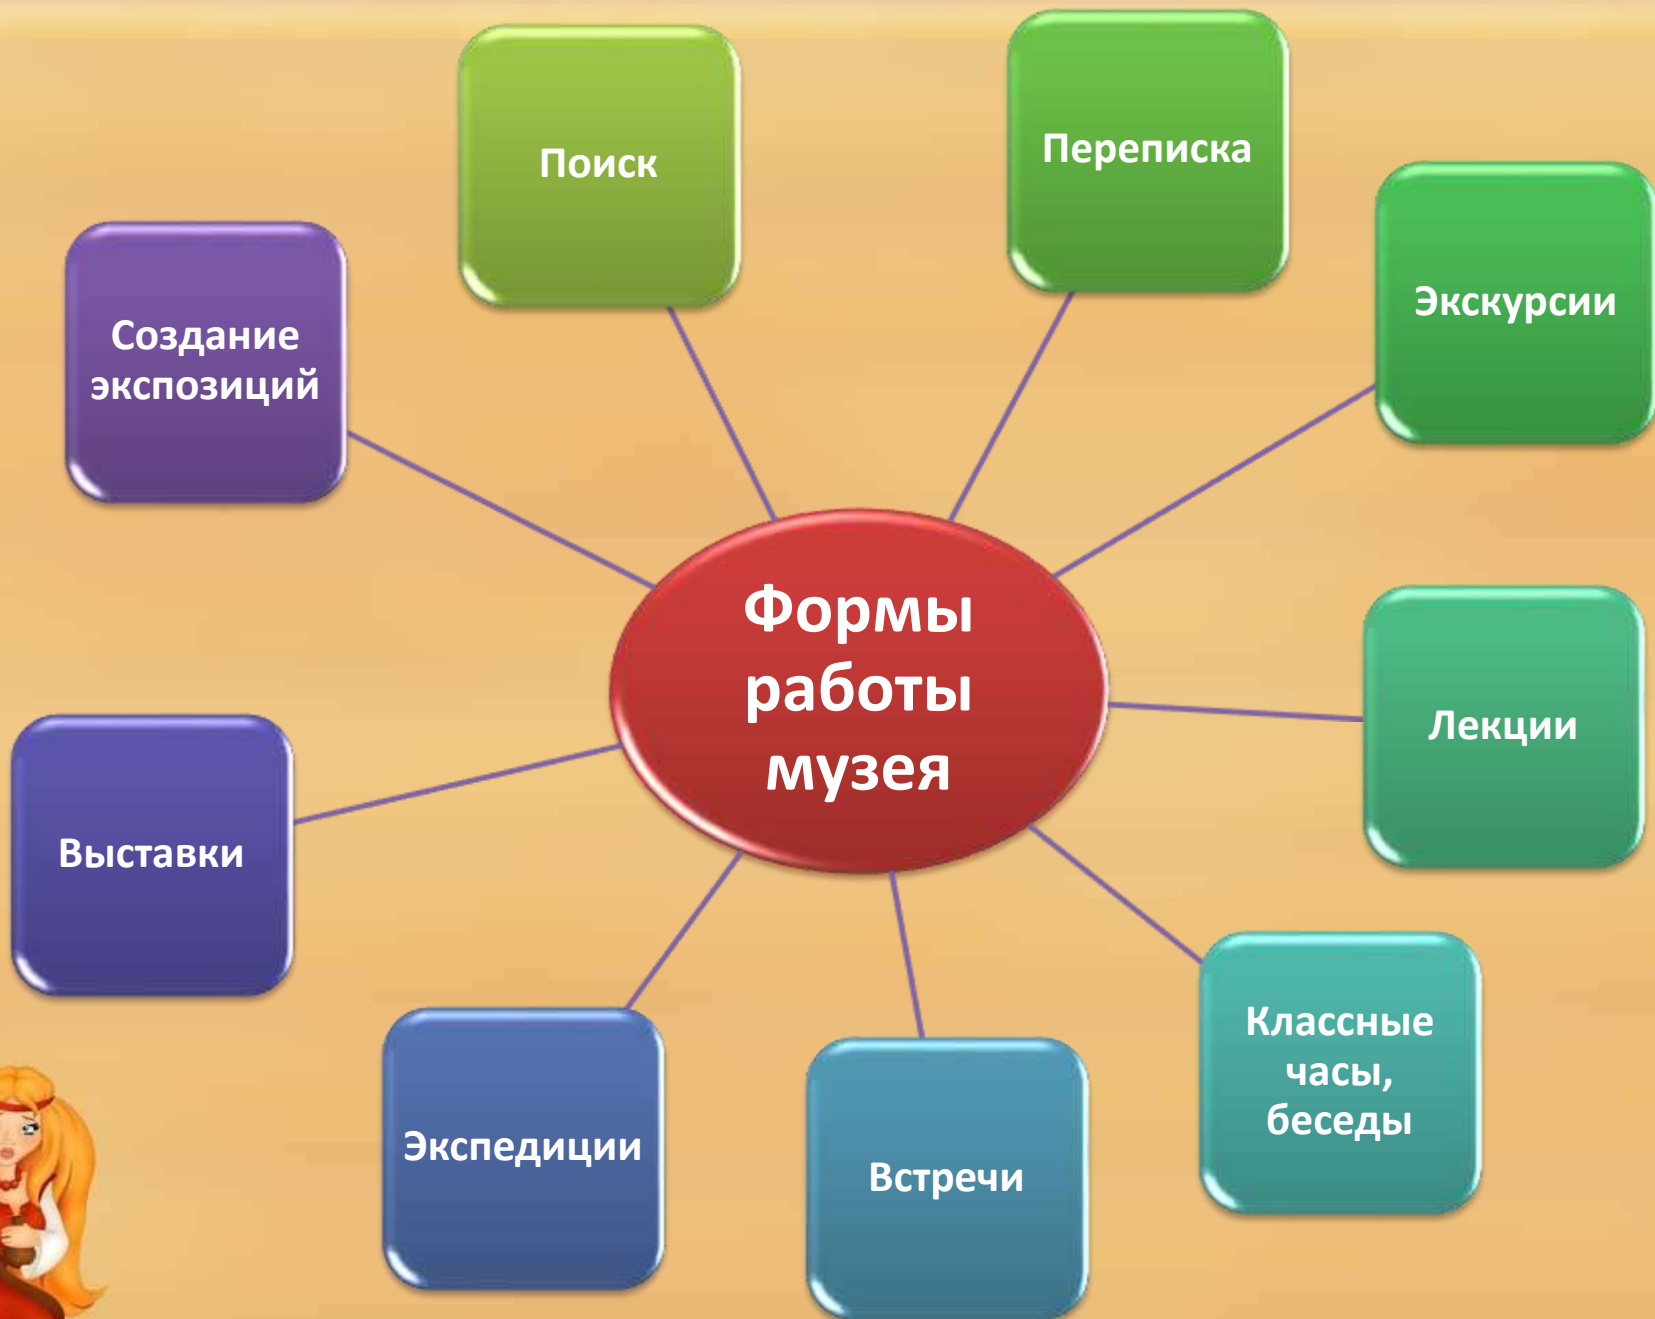 Поиск
Переписка
Экскурсии
Создание
экспозиций
Формы
работы
музея
Лекции
Выставки
Классные
часы,
беседы
Экспедиции
Встречи